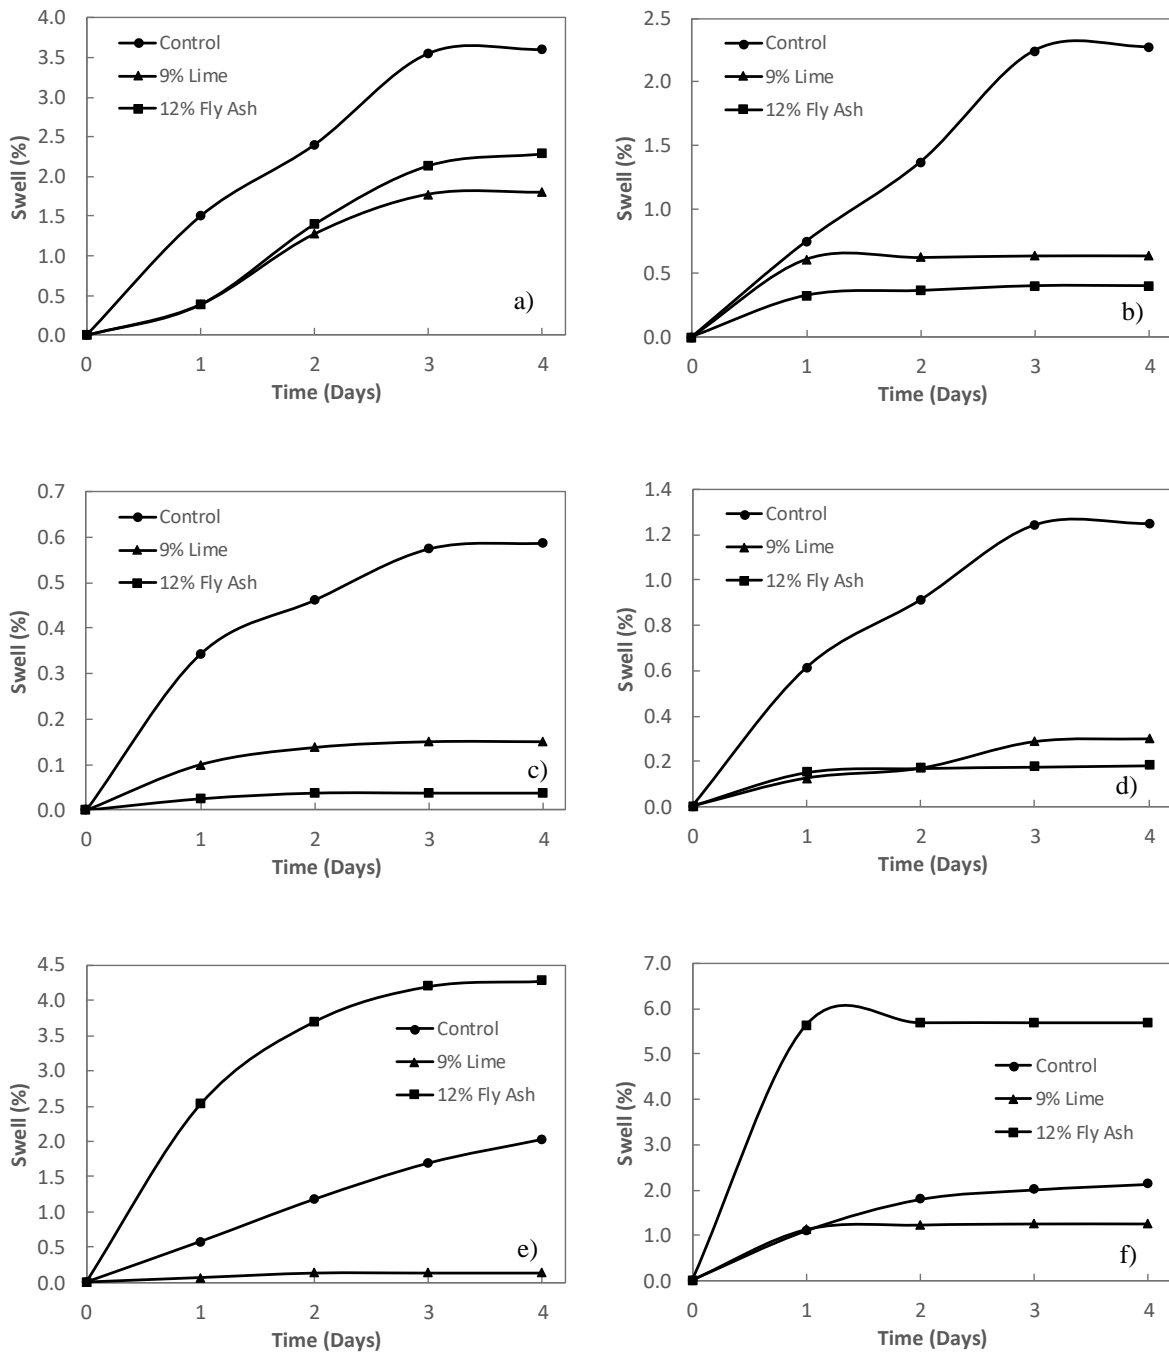 4.0
3.5
3.0
2.5
2.0
1.5
1.0
0.5
0.0
Swell (%)
Control
9% Lime
12% Fly Ash
a)
0 1 2 3 4
Time (Days)
2.5
2.0
1.5
1.0
0.5
0.0
Swell (%)
Control
9% Lime
12% Fly Ash
b)
0 1 2 3 4
Time (Days)
0.7
0.6
0.5
0.4
0.3
0.2
0.1
0.0
Swell (%)
Control
9% Lime
12% Fly Ash
c)
0 1 2 3 4
Time (Days)
1.4
1.2
1.0
0.8
0.6
0.4
0.2
0.0
Swell (%)
Control
9% Lime
12% Fly Ash
d)
0 1 2 3 4
Time (Days)
4.5
4.0
3.5
3.0
2.5
2.0
1.5
1.0
0.5
0.0
Swell (%)
Control
9% Lime
12% Fly Ash
e)
0 1 2 3 4
Time (Days)
7.0
6.0
5.0
4.0
3.0
2.0
1.0
0.0
Swell (%)
Control
9% Lime
12% Fly Ash
f)
0 1 2 3 4
Time (Days)